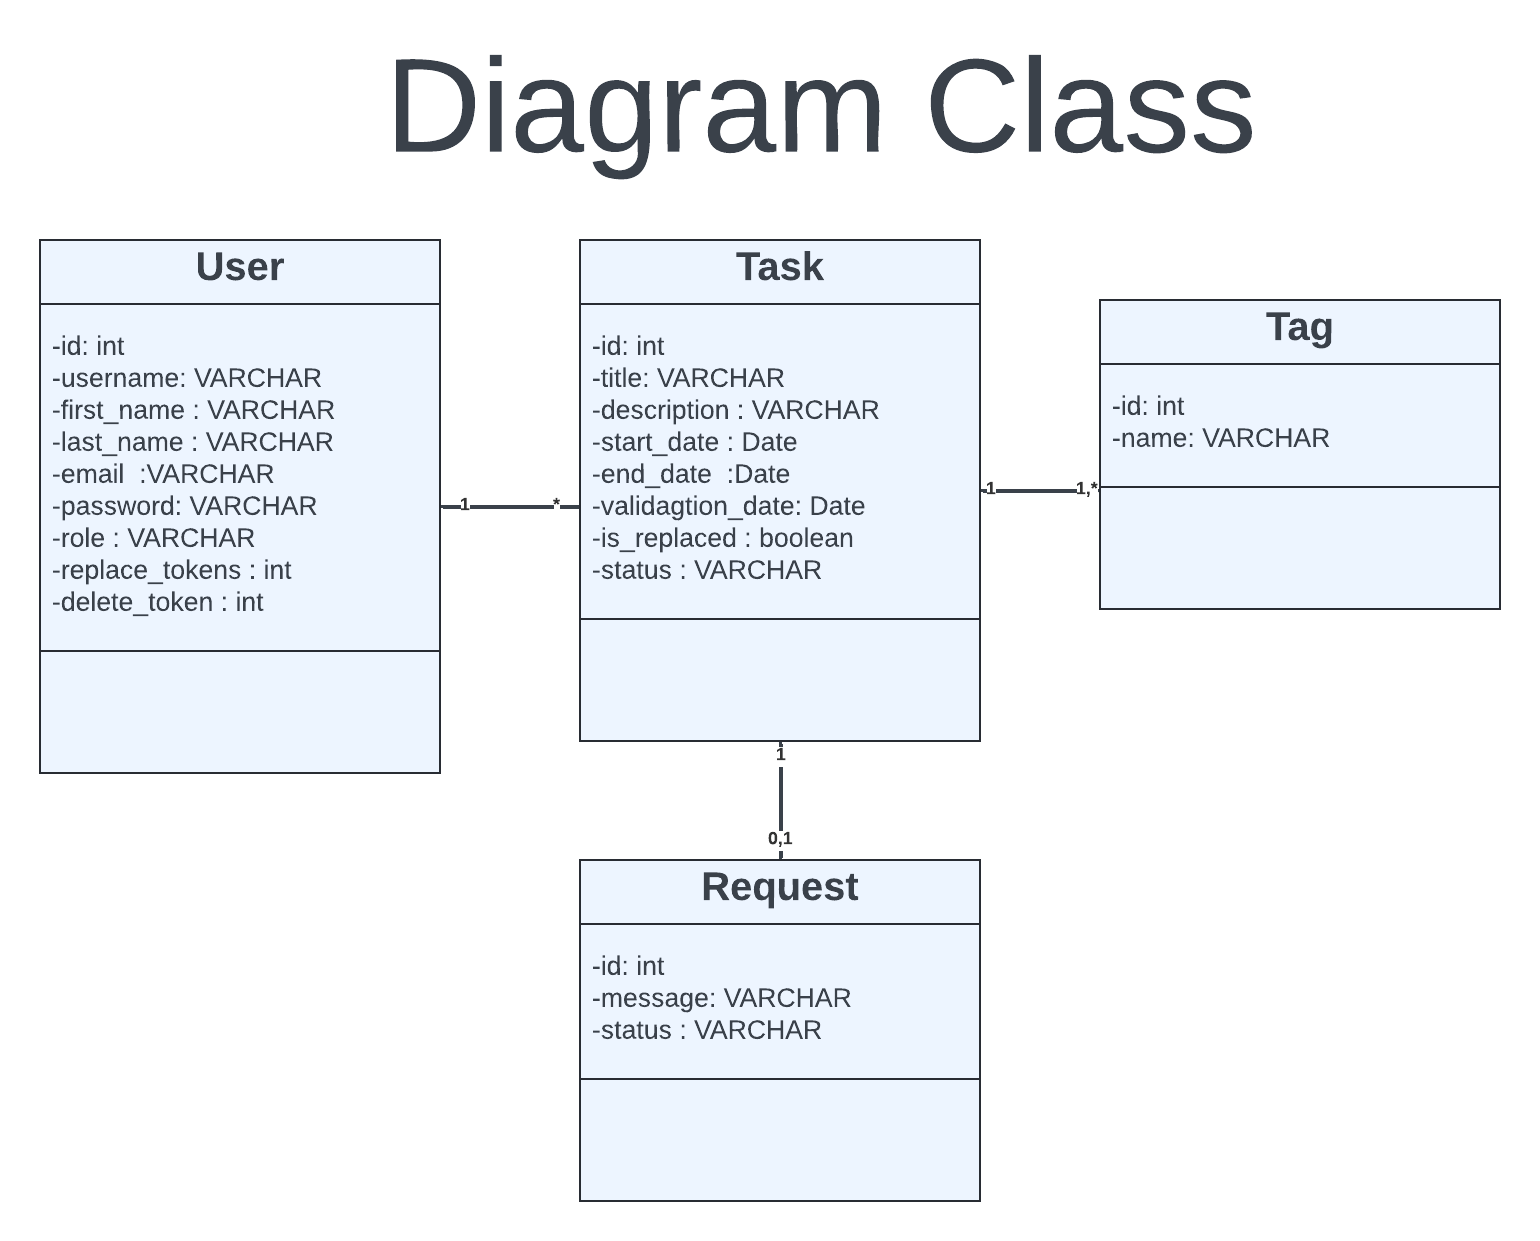 Diagram Class
User
-id: int
-username: VARCHAR
-first_name : VARCHAR
-last_name : VARCHAR
-email  :VARCHAR
-password: VARCHAR
-role : VARCHAR
-replace_tokens : int
-delete_token : int
1
*
Task
-id: int
-title: VARCHAR
-description : VARCHAR
-start_date : Date
-end_date  :Date
-validagtion_date: Date
-is_replaced : boolean
-status : VARCHAR
1
1,*
Tag
-id: int
-name: VARCHAR
1
0,1
Request
-id: int
-message: VARCHAR
-status : VARCHAR